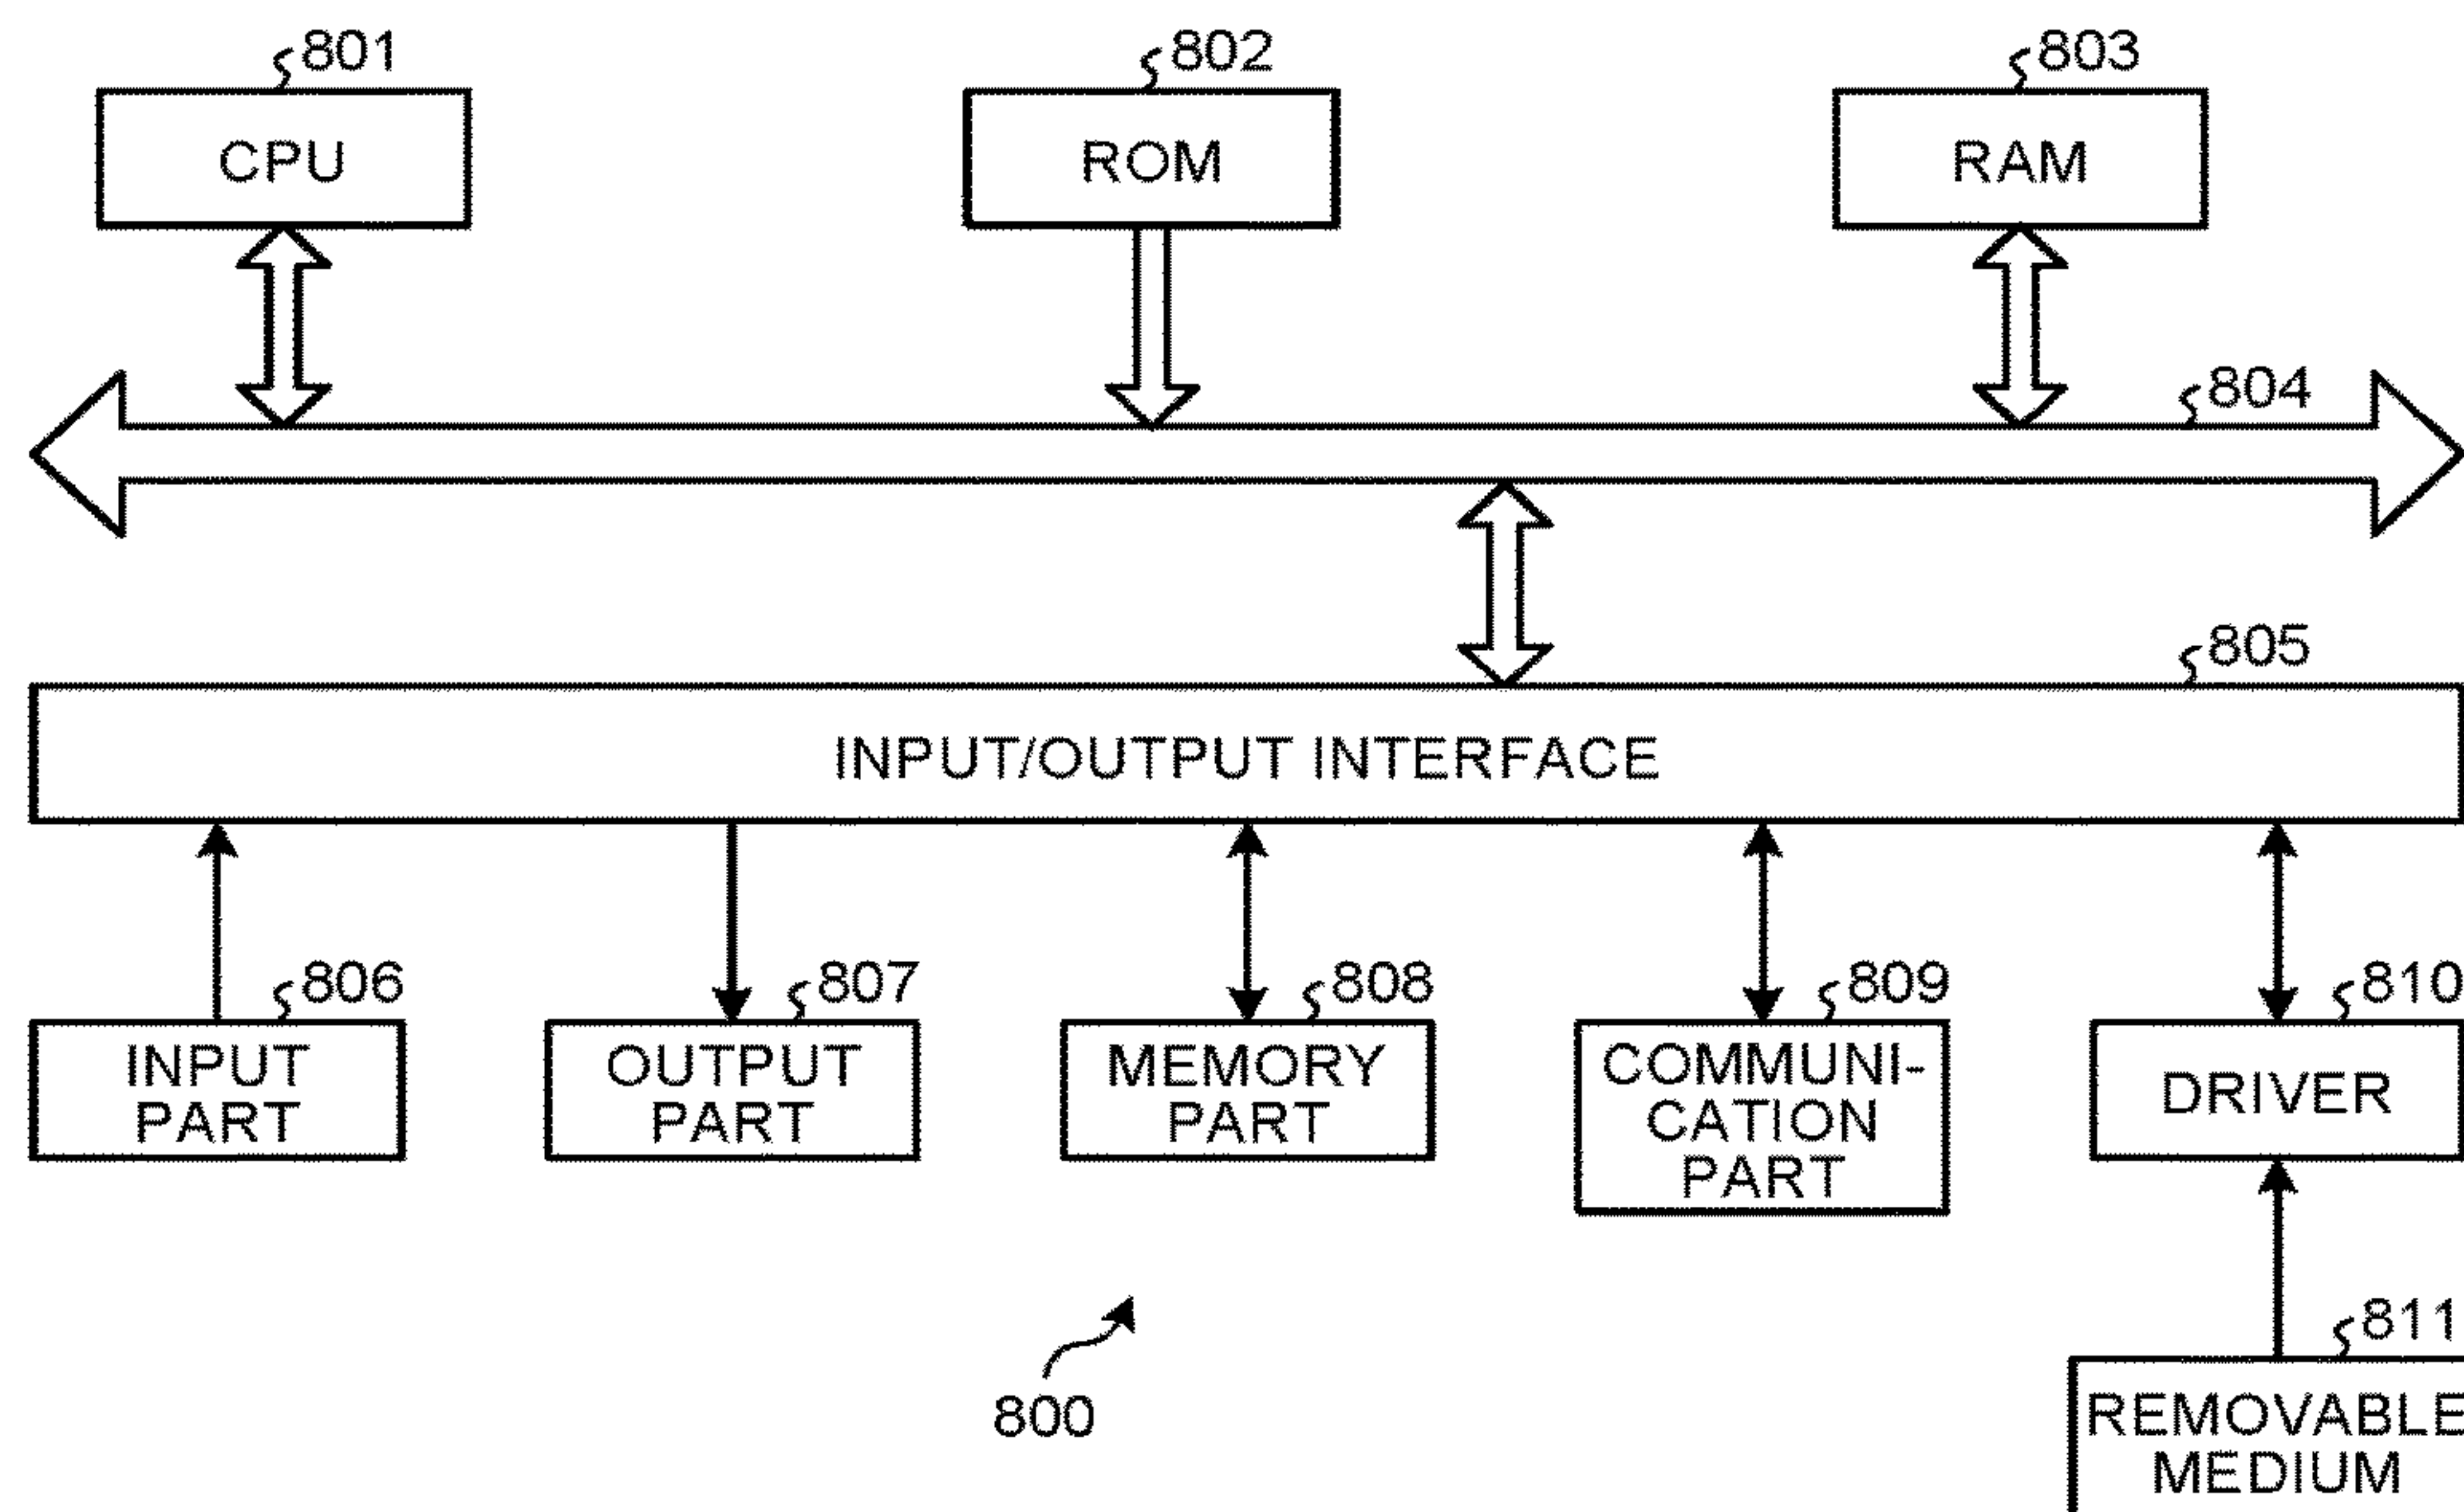 801
802
803
CPU
ROM
RAM
804
805
INPUT/OUTPUT INTERFACE
806
807
808
809
810
INPUT
PART
OUTPUT
PART
MEMORY
PART
COMMUNI-
CATION
PART
DRIVER
811
800
REMOVABLE
MEDIUM